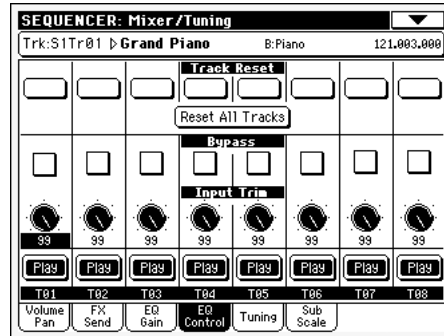 SEQUENCER: Mixer/Tuning
Trk:S1Tr01 ▷Grand Piano B:Piano 121.003.000
Track Reset
Reset All Tracks
Bypass
Input Trim
99 99 99 99 99 99 99 99
Play Play Play Play Play Play Play Play
T01 T02 T03 T04 T05 T06 T07 T08
Volume Pan FX Send EQ Gain EQ Control Tuning Sub Scale